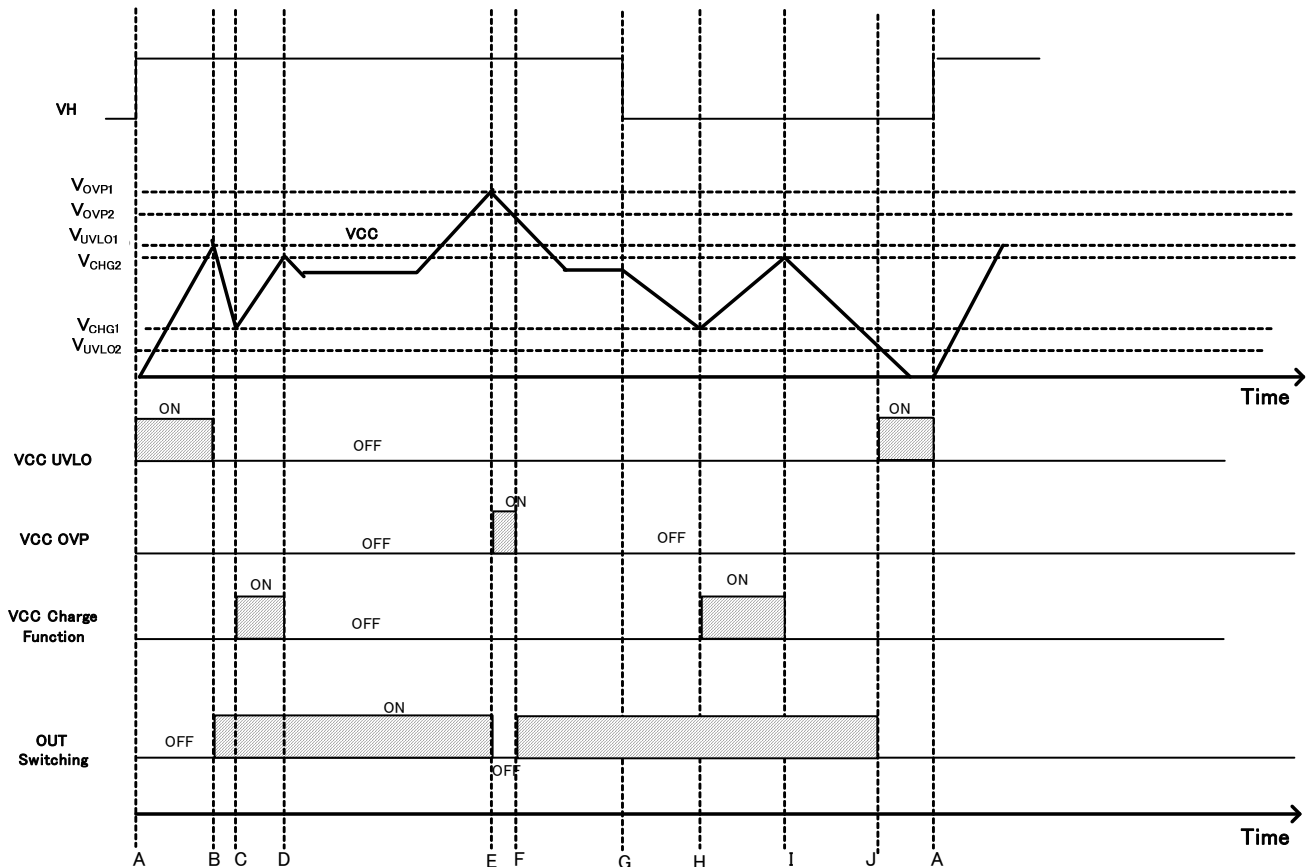 VH
VOVP1
VOVP2
VUVLO1
VCC
VCHG2
VCHG1
VUVLO2
Time
ON
ON
VCC UVLO
OFF
ON
VCC OVP
OFF
OFF
ON
ON
VCC Charge
Function
OFF
ON
OUT
Switching
OFF
OFF
Time
A B C D E F G H I J A